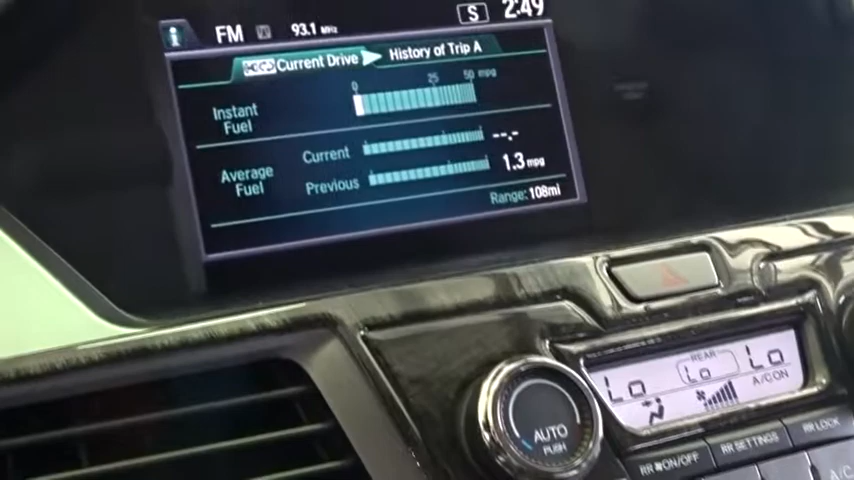 i FM 93.1 MHz S 2:49
Current Drive History of Trip A
0 25 50 mpg
Instant
Fuel
Current --.-
Average
Fuel
Previous 1.3 mpg
Range: 108mi
Lo REAR Lo Lo
A/C ON
AUTO
PUSH
RR ON/OFF RR SETTINGS RR LOCK
A/C